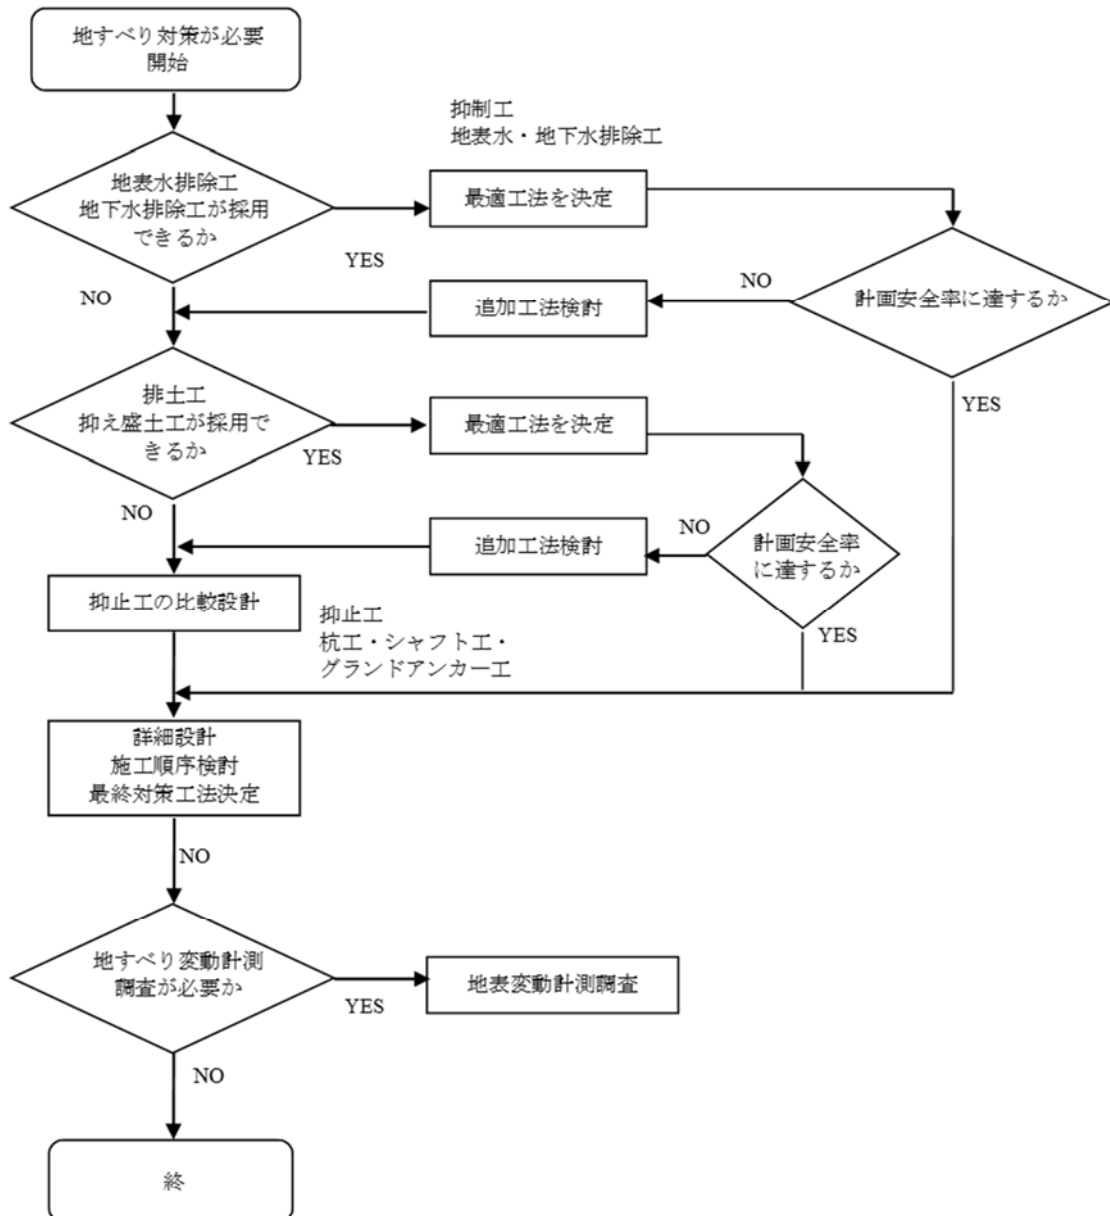 地すべり対策が必要
開始
抑制工
地表水・地下水排除工
地表水排除工
地下水排除工が採用
できるか
最適工法を決定
YES
NO
追加工法検討
NO
計画安全率に達するか
YES
排土工
抑え盛土工が採用で
きるか
最適工法を決定
YES
NO
追加工法検討
NO
計画安全率
に達するか
YES
抑止工の比較設計
抑止工
杭工・シャフト工・
グランドアンカー工
詳細設計
施工順序検討
最終対策工法決定
NO
地すべり変動計測
調査が必要か
YES
地表変動計測調査
NO
終